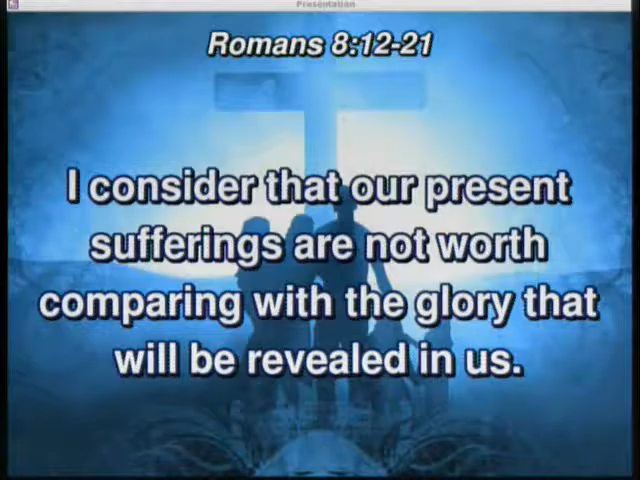 Presentation
Romans 8:12-21
I consider that our present
sufferings are not worth
comparing with the glory that
will be revealed in us.